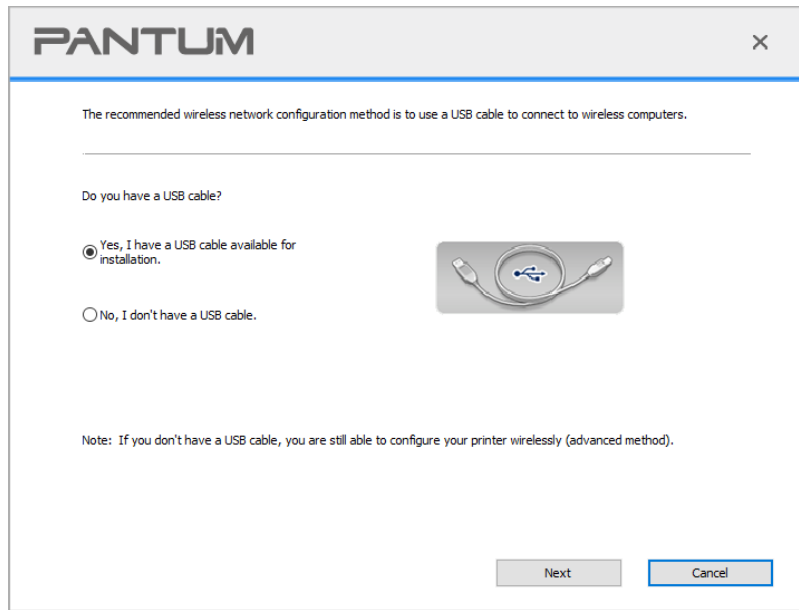 PANTUM
The recommended wireless network configuration method is to use a USB cable to connect to wireless computers.
Do you have a USB cable?
Yes, I have a USB cable available for
installation.
No, I don't have a USB cable.
Note: If you don't have a USB cable, you are still able to configure your printer wirelessly (advanced method).
Next
Cancel